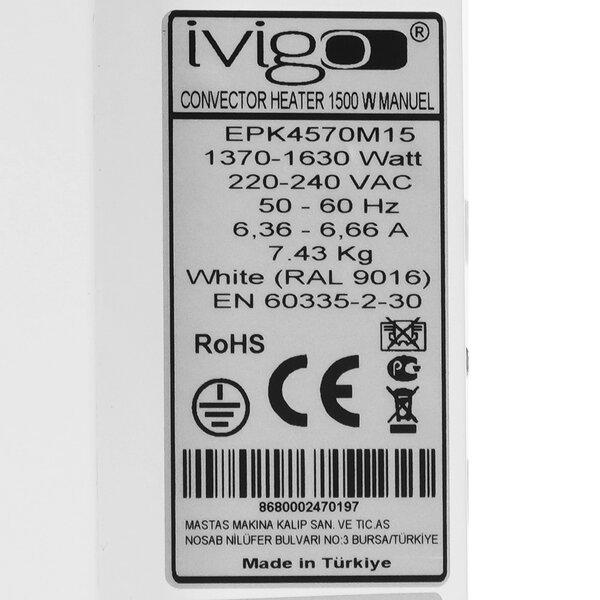 ivigo ®
CONVECTOR HEATER 1500 W MANUEL
EPK4570M15
1370-1630 Watt
220-240 VAC
50 - 60 Hz
6,36 - 6,66 A
7.43 Kg
White (RAL 9016)
EN 60335-2-30
RoHS
CE
8680002470197
MASTAS MAKINA KALIP SAN. VE TIC.AS
NOSAB NİLÜFER BULVARI NO:3 BURSA/TÜRKİYE
Made in Türkiye